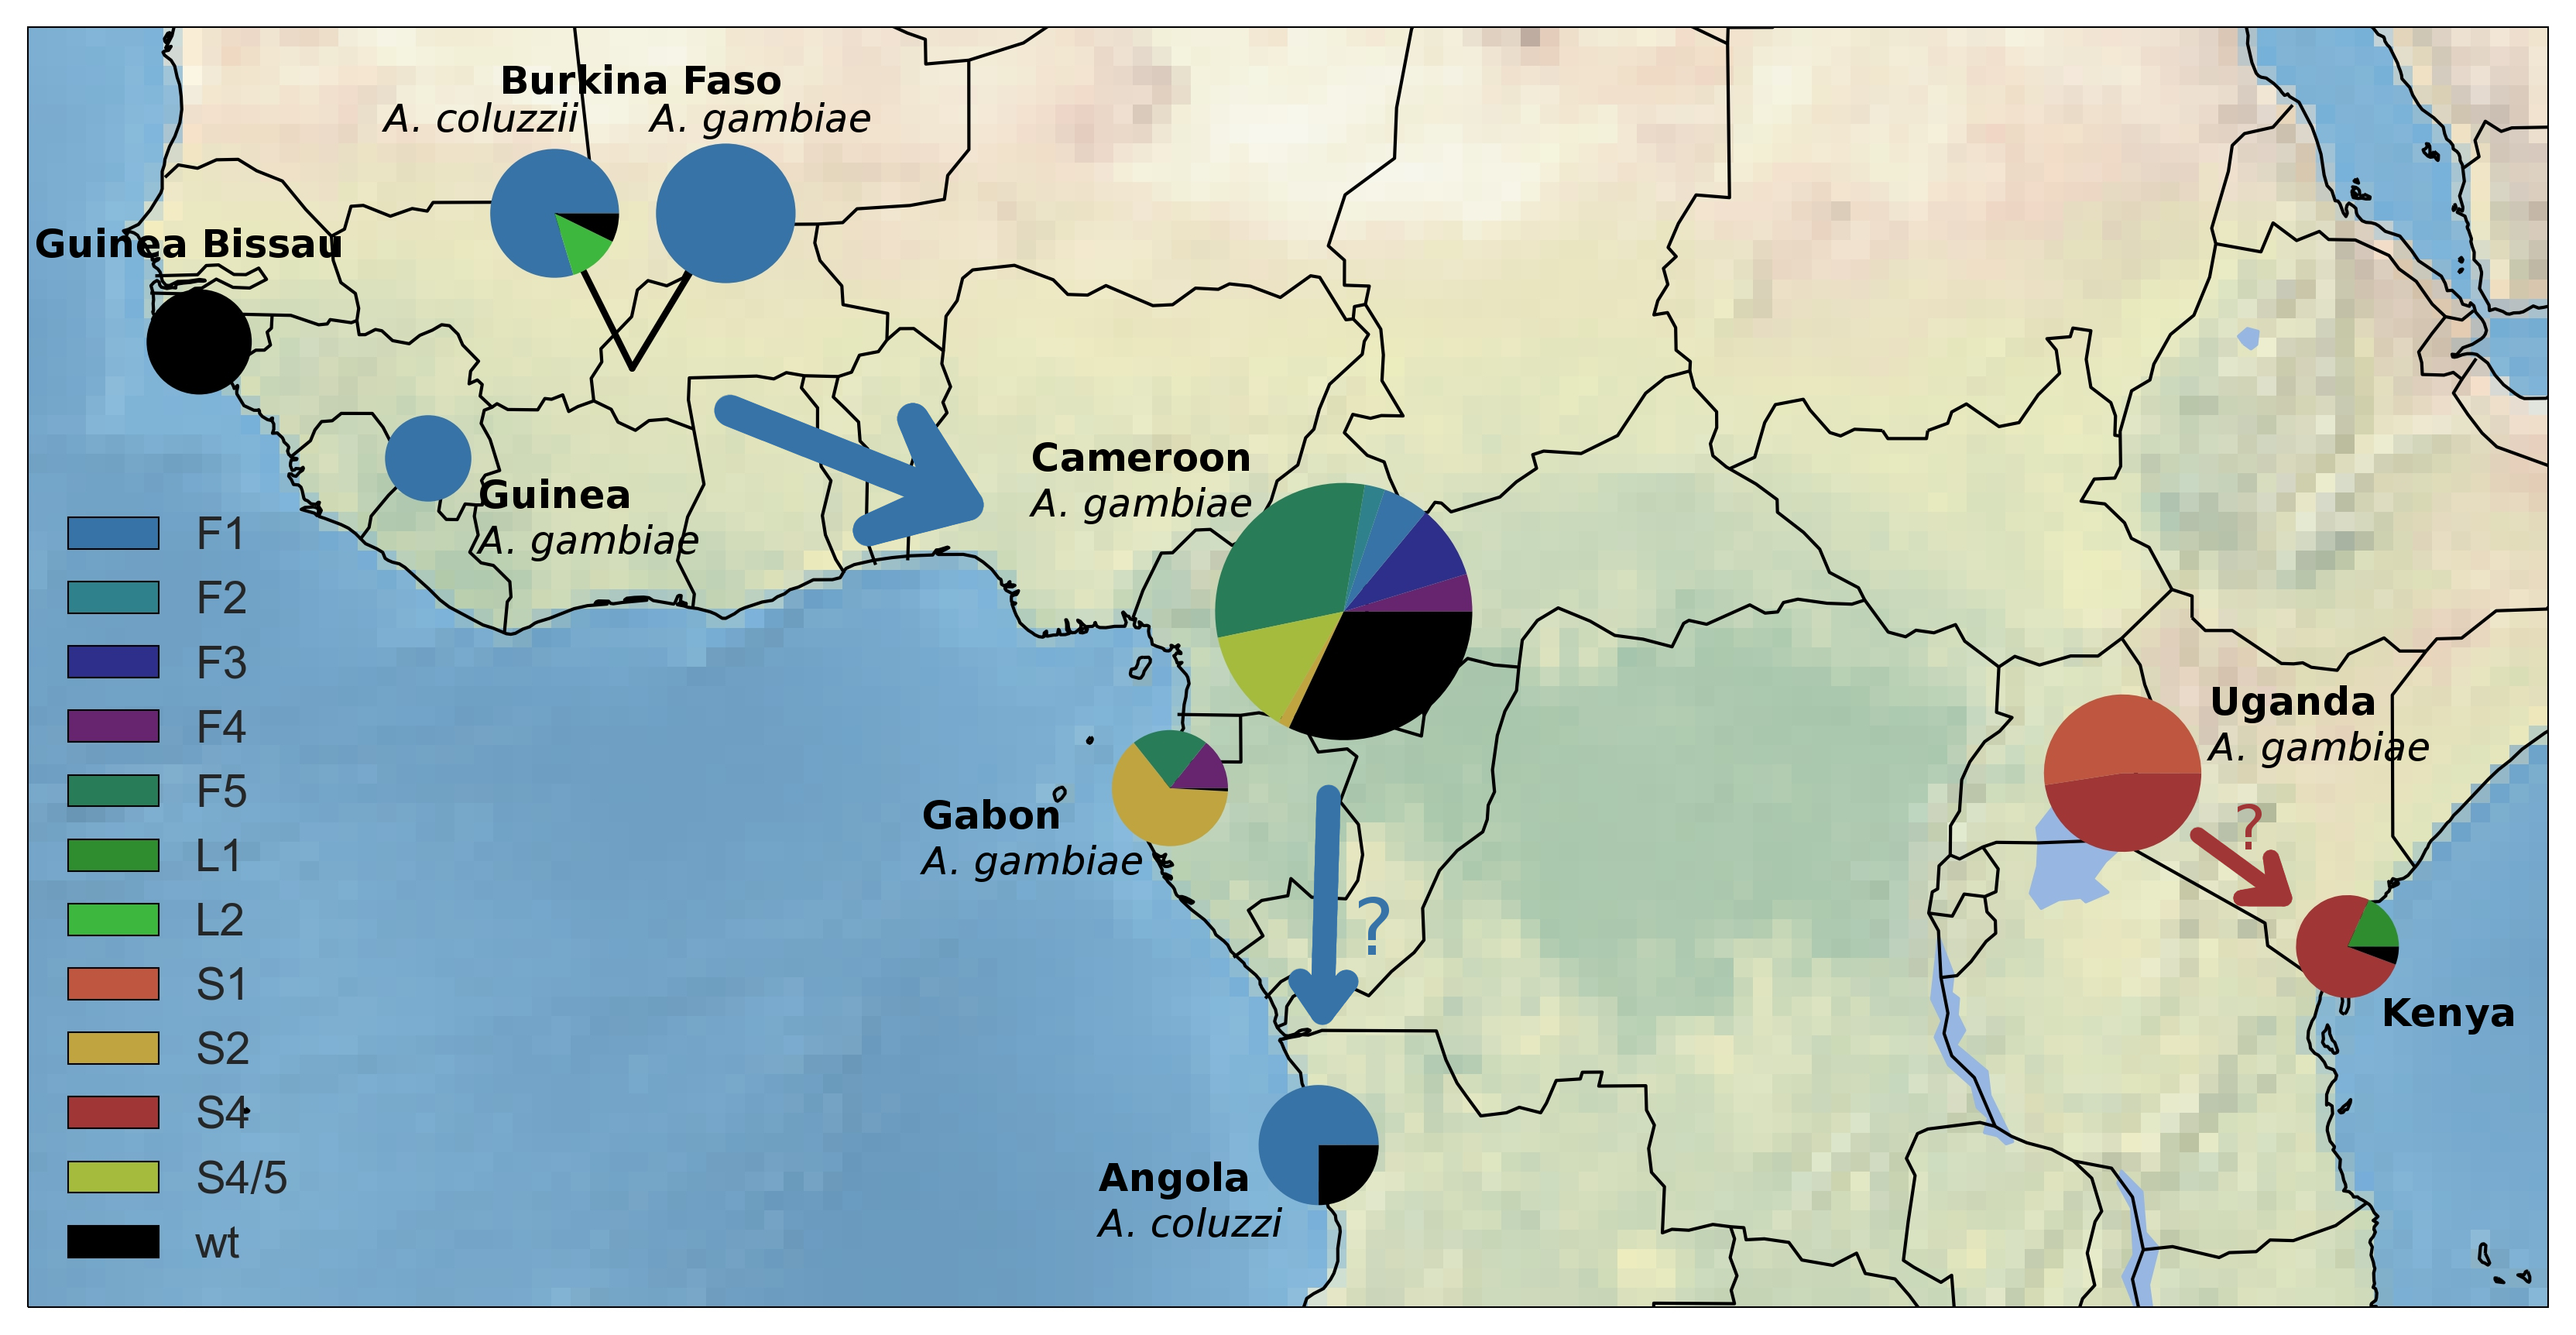 Burkina Faso
A. coluzzii A. gambiae
Guinea Bissau
Guinea
A. gambiae
Cameroon
A. gambiae
Gabon
A. gambiae
?
Angola
A. coluzzi
Uganda
A. gambiae
?
Kenya
F1
F2
F3
F4
F5
L1
L2
S1
S2
S4
S4/5
wt